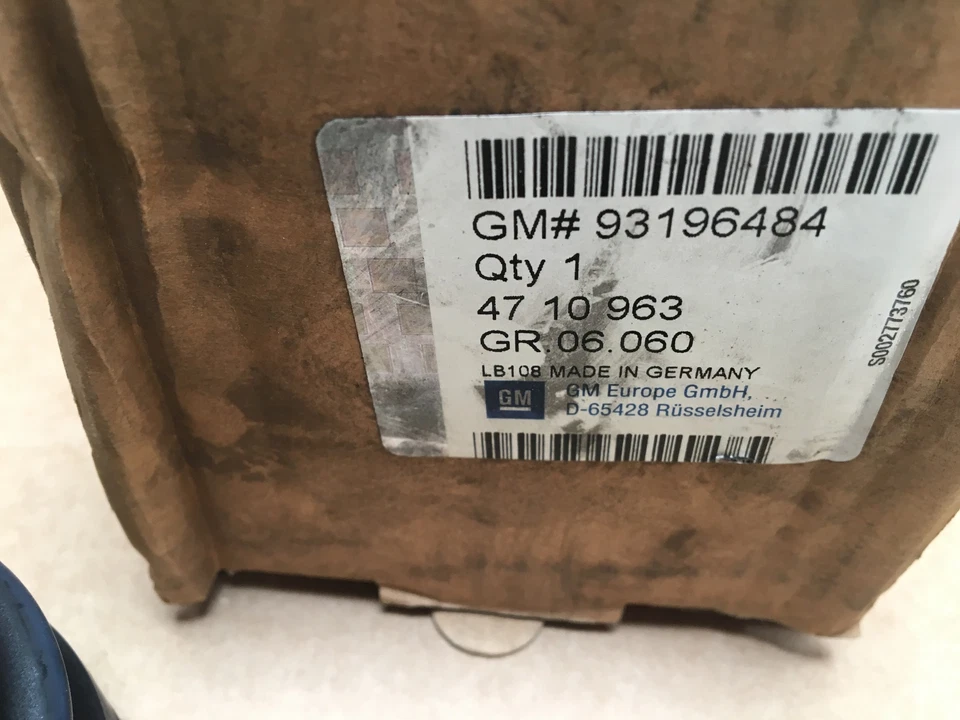 GM# 93196484
Qty 1
47 10 963
GR.06.060
LB108 MADE IN GERMANY
GM
GM Europe GmbH,
D-65428 Rüsselsheim
S002773760